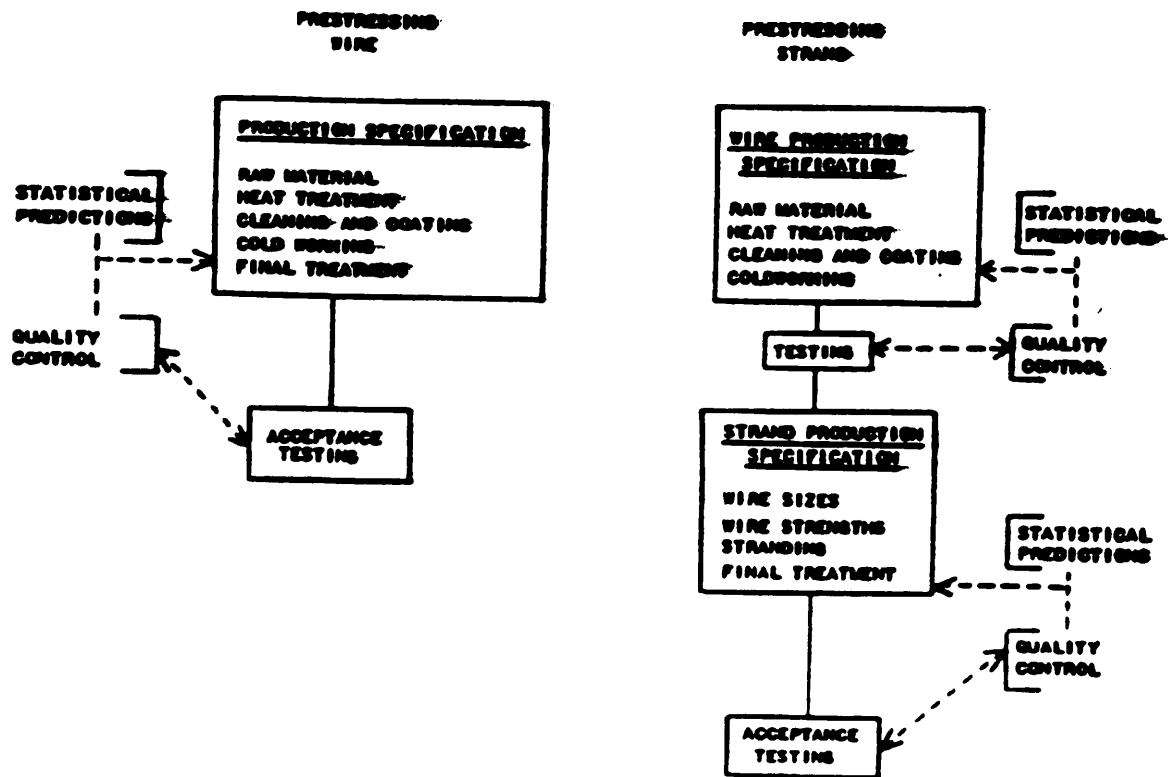 PRESTRESSING
WIRE
PRODUCTION SPECIFICATION
RAW MATERIAL
HEAT TREATMENT
CLEANING AND COATING
COLD WORKING
FINAL TREATMENT
STATISTICAL
PREDICTIONS
QUALITY
CONTROL
ACCEPTANCE
TESTING
PRESTRESSING
STRAND
WIRE PRODUCTION
SPECIFICATION
RAW MATERIAL
HEAT TREATMENT
CLEANING AND COATING
COLDWORKING
STATISTICAL
PREDICTIONS
TESTING
QUALITY
CONTROL
STRAND PRODUCTION
SPECIFICATION
WIRE SIZES
WIRE STRENGTHS
STRANDING
FINAL TREATMENT
STATISTICAL
PREDICTIONS
QUALITY
CONTROL
ACCEPTANCE
TESTING